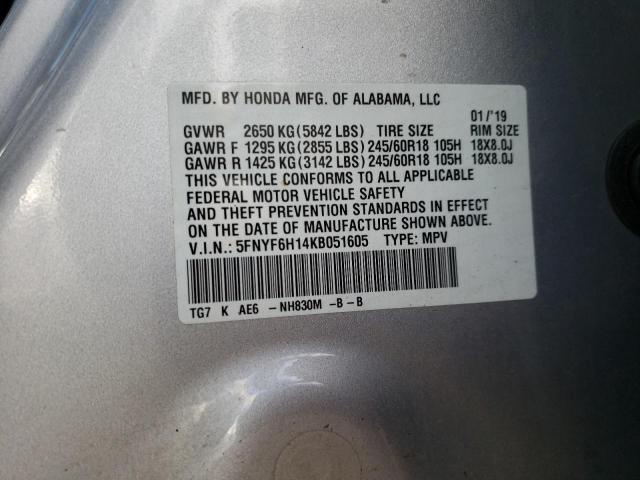 MFD. BY HONDA MFG. OF ALABAMA, LLC
01/'19
GVWR 2650 KG(5842 LBS) TIRE SIZE RIM SIZE
GAWR F 1295 KG(2855 LBS) 245/60R18 105H 18X8.0J
GAWR R 1425 KG(3142 LBS) 245/60R18 105H 18X8.0J
THIS VEHICLE CONFORMS TO ALL APPLICABLE
FEDERAL MOTOR VEHICLE SAFETY
AND THEFT PREVENTION STANDARDS IN EFFECT
ON THE DATE OF MANUFACTURE SHOWN ABOVE.
V.I.N.: 5FNYF6H14KB051605 TYPE: MPV
TG7 K AE6 -NH830M -B-B